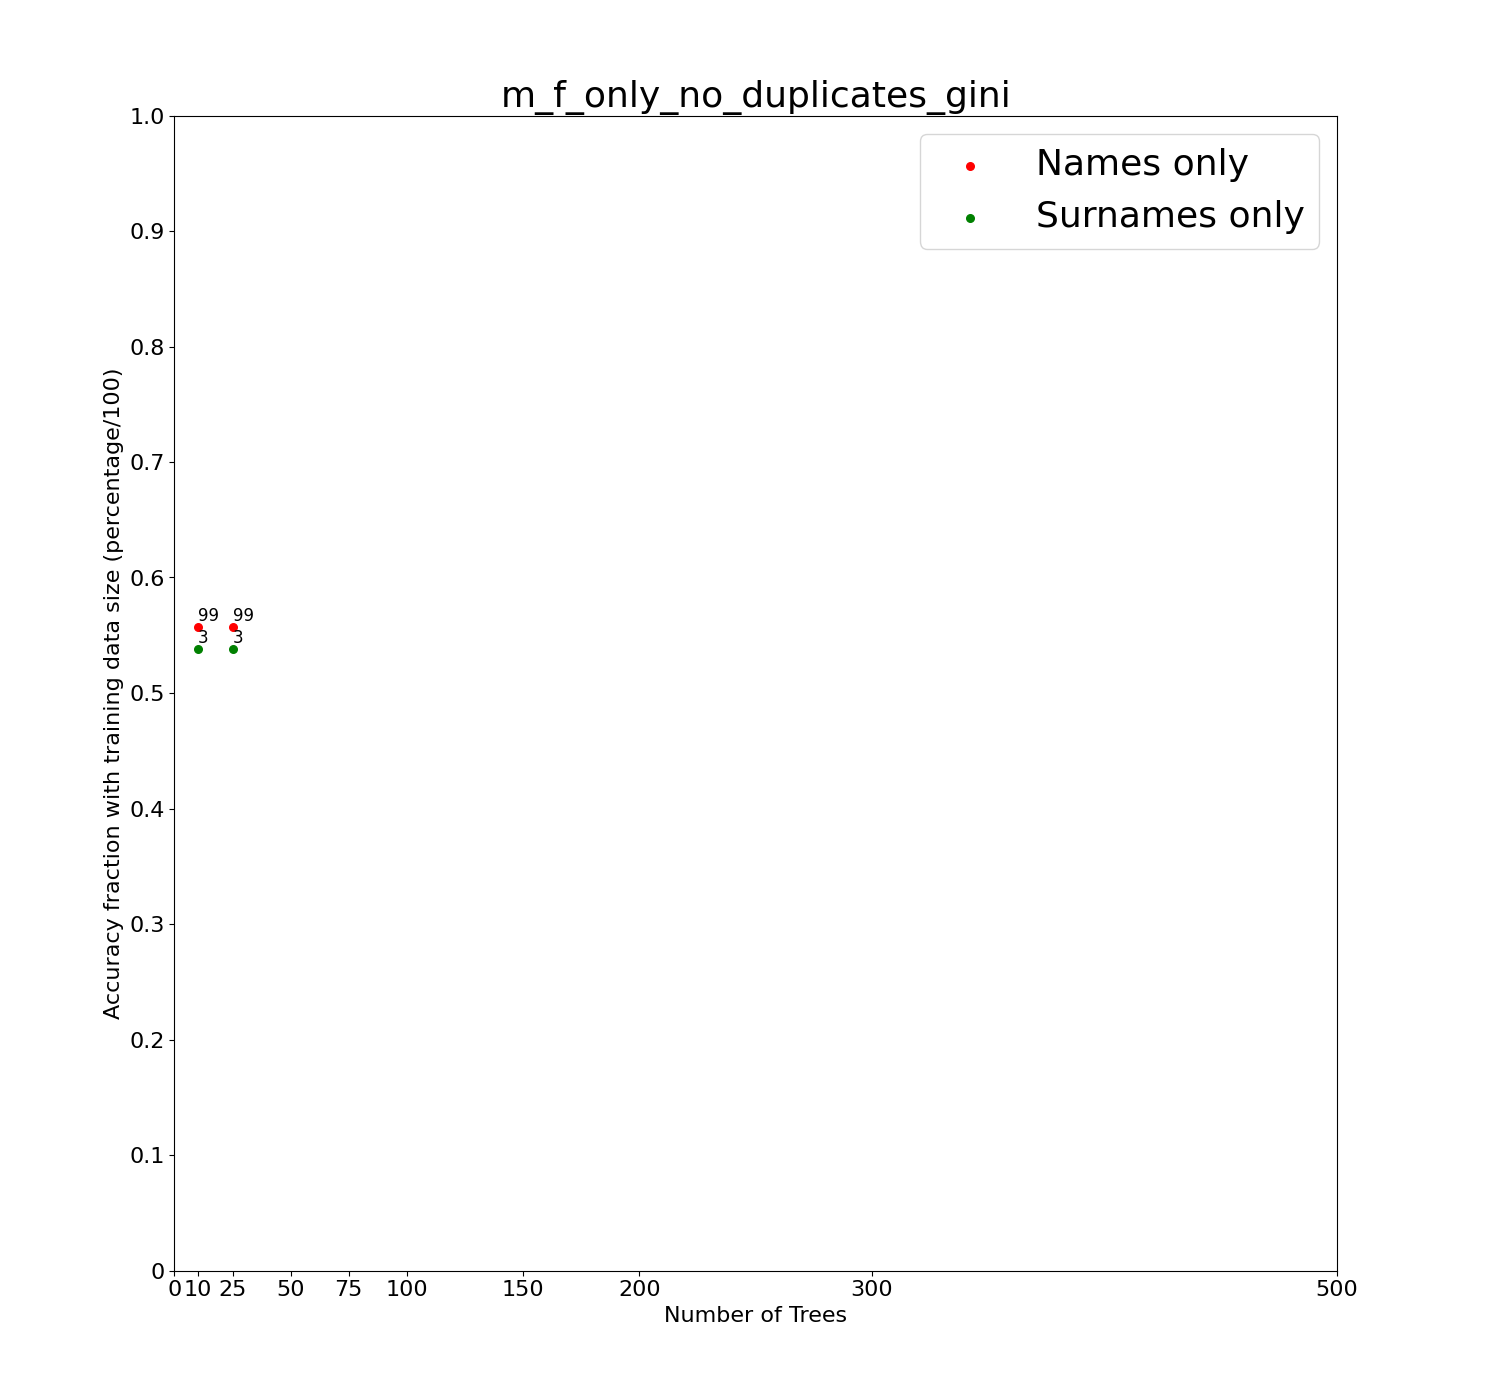 m_f_only_no_duplicates_gini
Names only
Surnames only
Accuracy fraction with training data size (percentage/100)
1.0
0.9
0.8
0.7
0.6
0.5
0.4
0.3
0.2
0.1
0
99 99
3 3
0 10 25 50 75 100 150 200 300 500
Number of Trees